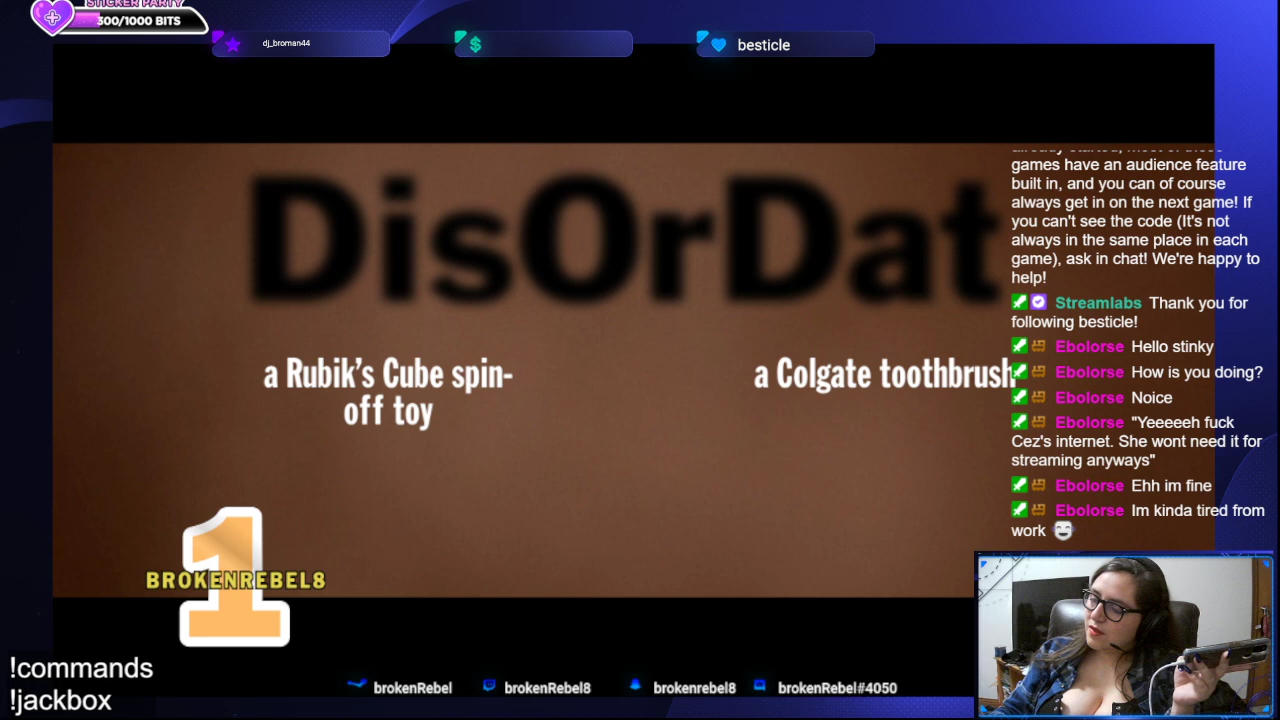 STICKER PARTY
300/1000 BITS
dj_broman44
$
besticle
DisOrDat
a Rubik's Cube spin-
off toy
a Colgate toothbrush
already started, most of these
games have an audience feature
built in, and you can of course
always get in on the next game! If
you can't see the code (It's not
always in the same place in each
game), ask in chat! We're happy to
help!
Streamlabs Thank you for
following besticle!
Ebolorse Hello stinky
Ebolorse How is you doing?
Ebolorse Noice
Ebolorse "Yeeeeeh fuck
Cez's internet. She wont need it for
streaming anyways"
Ebolorse Ehh im fine
Ebolorse Im kinda tired from
work
1
BROKENREBEL8
!commands
!jackbox
brokenRebel
brokenRebel8
brokenrebel8
brokenRebel#4050